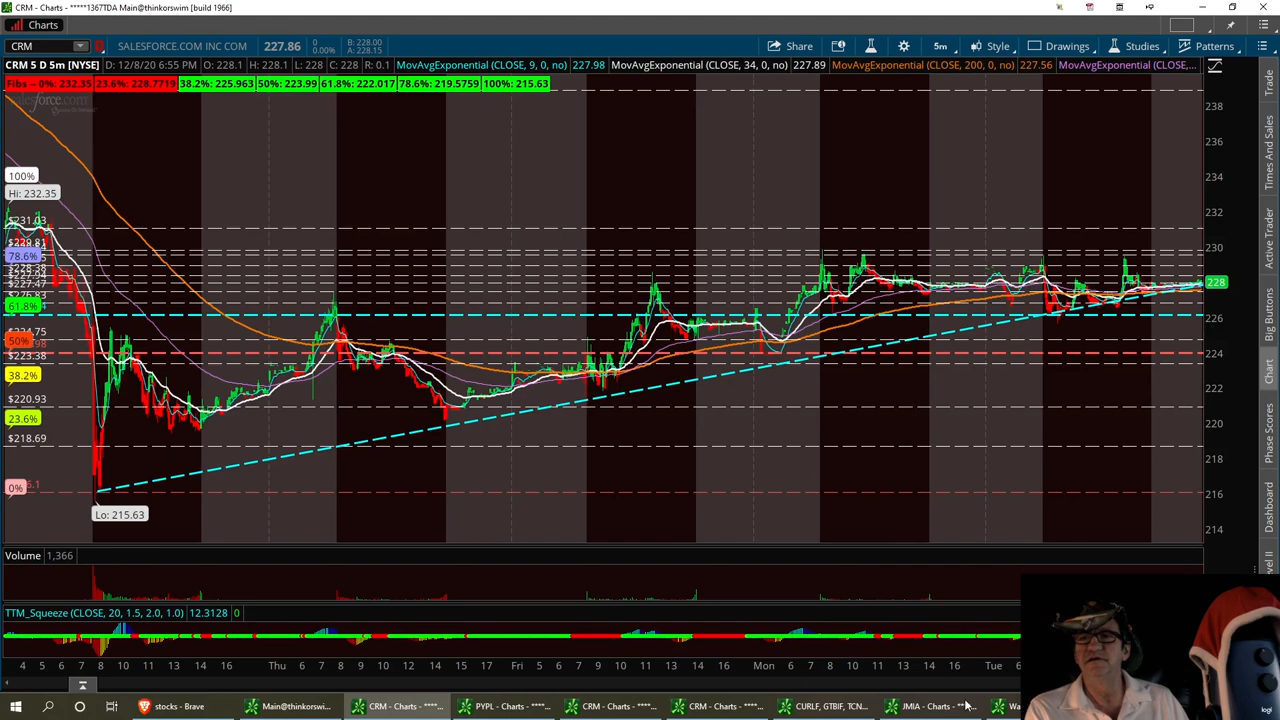 CRM - Charts - *****1367TDA Main@thinkorswim [build 1966]
Charts
CRM
SALESFORCE.COM INC COM
227.86
0
0.00%
B: 228.00
A: 228.15
Share
5m
Style
Drawings
Studies
Patterns
CRM 5 D 5m [NYSE]
D: 12/8/20 6:55 PM
O: 228.1
H: 228.1
L: 228
C: 228
R: 0.1
MovAvgExponential (CLOSE, 9, 0, no)
227.98
MovAvgExponential (CLOSE, 34, 0, no)
227.89
MovAvgExponential (CLOSE, 200, 0, no)
227.56
MovAvgExponential (CLOSE,...
Fibs -- 0%: 232.35
23.6%: 228.7719
38.2%: 225.963
50%: 223.99
61.8%: 222.017
78.6%: 219.5759
100%: 215.63
100%
Hi: 232.35
$231.03
$229.81
78.6%
$227.47
61.8%
50%
$223.38
38.2%
$220.93
23.6%
$218.69
0%
Lo: 215.63
238
236
234
232
230
228
226
224
222
220
218
216
214
Trade
Times And Sales
Active Trader
Big Buttons
Chart
Phase Scores
Dashboard
Volume
1,366
TTM_Squeeze (CLOSE, 20, 1.5, 2.0, 1.0)
12.3128
0
4 5 6 7 8 10 11 12 13 14 16 Thu 7 8 9 10 11 12 14 15 17 Fri 5 6 7 8 9 10 11 12 13 14 16 Mon 6 7 8 9 10 11 12 13 14 16 Tue 6
stocks - Brave
Main@thinkorswi...
CRM - Charts - ****...
PYPL - Charts - ****...
CRM - Charts - ****...
CRM - Charts - ****...
CURLF, GTBIF, TCN...
JMIA - Charts - ***...
logi